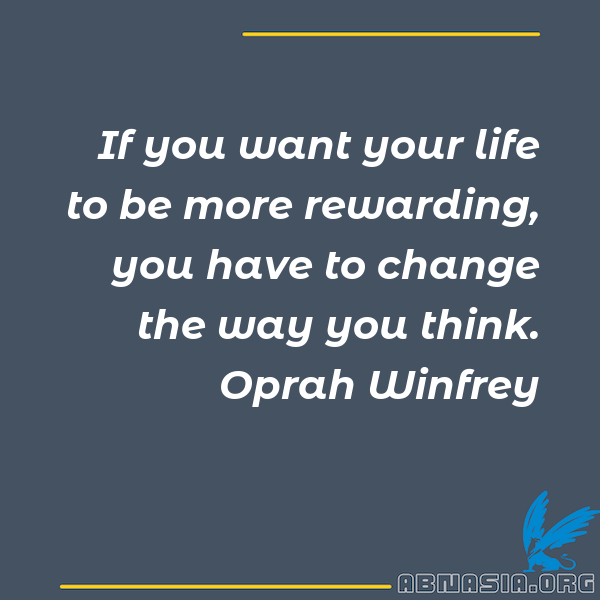 If you want your life
to be more rewarding,
you have to change
the way you think.
Oprah Winfrey
ABNASIA.ORG